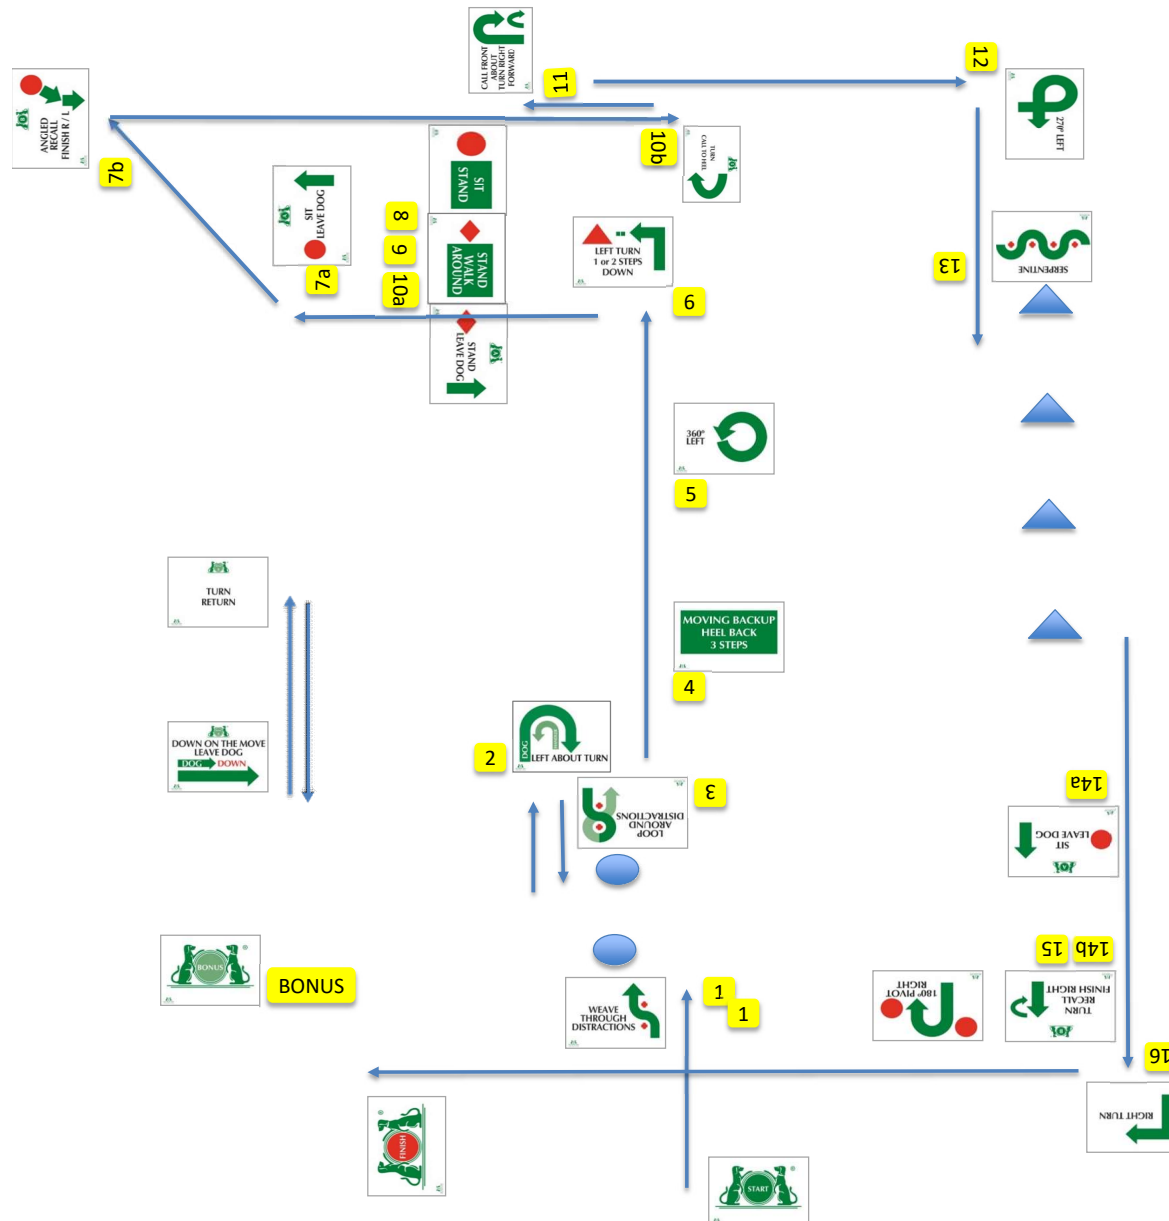 CALL FRONT
ABOUT
TURN RIGHT
FORWARD
11
12
270° LEFT
ANGLED
RECALL
FINISH R / L
7b
SIT
STAND
10b
TURN
CALL TO HEEL
SIT
LEAVE DOG
7a
8
9
10a
STAND
WALK
AROUND
LEFT TURN
1 or 2 STEPS
DOWN
6
SERPENTINE
13
STAND
LEAVE DOG
360°
LEFT
5
TURN
RETURN
MOVING BACKUP
HEEL BACK
3 STEPS
4
DOG
LEFT ABOUT TURN
2
DOWN ON THE MOVE
LEAVE DOG
DOG
DOWN
LOOP
AROUND
DISTRACTIONS
3
14a
SIT
LEAVE DOG
BONUS
®
BONUS
WEAVE
THROUGH
DISTRACTIONS
1
1
180° PIVOT
RIGHT
15
14b
TURN
RECALL
FINISH RIGHT
16
RIGHT TURN
FINISH
®
START
®